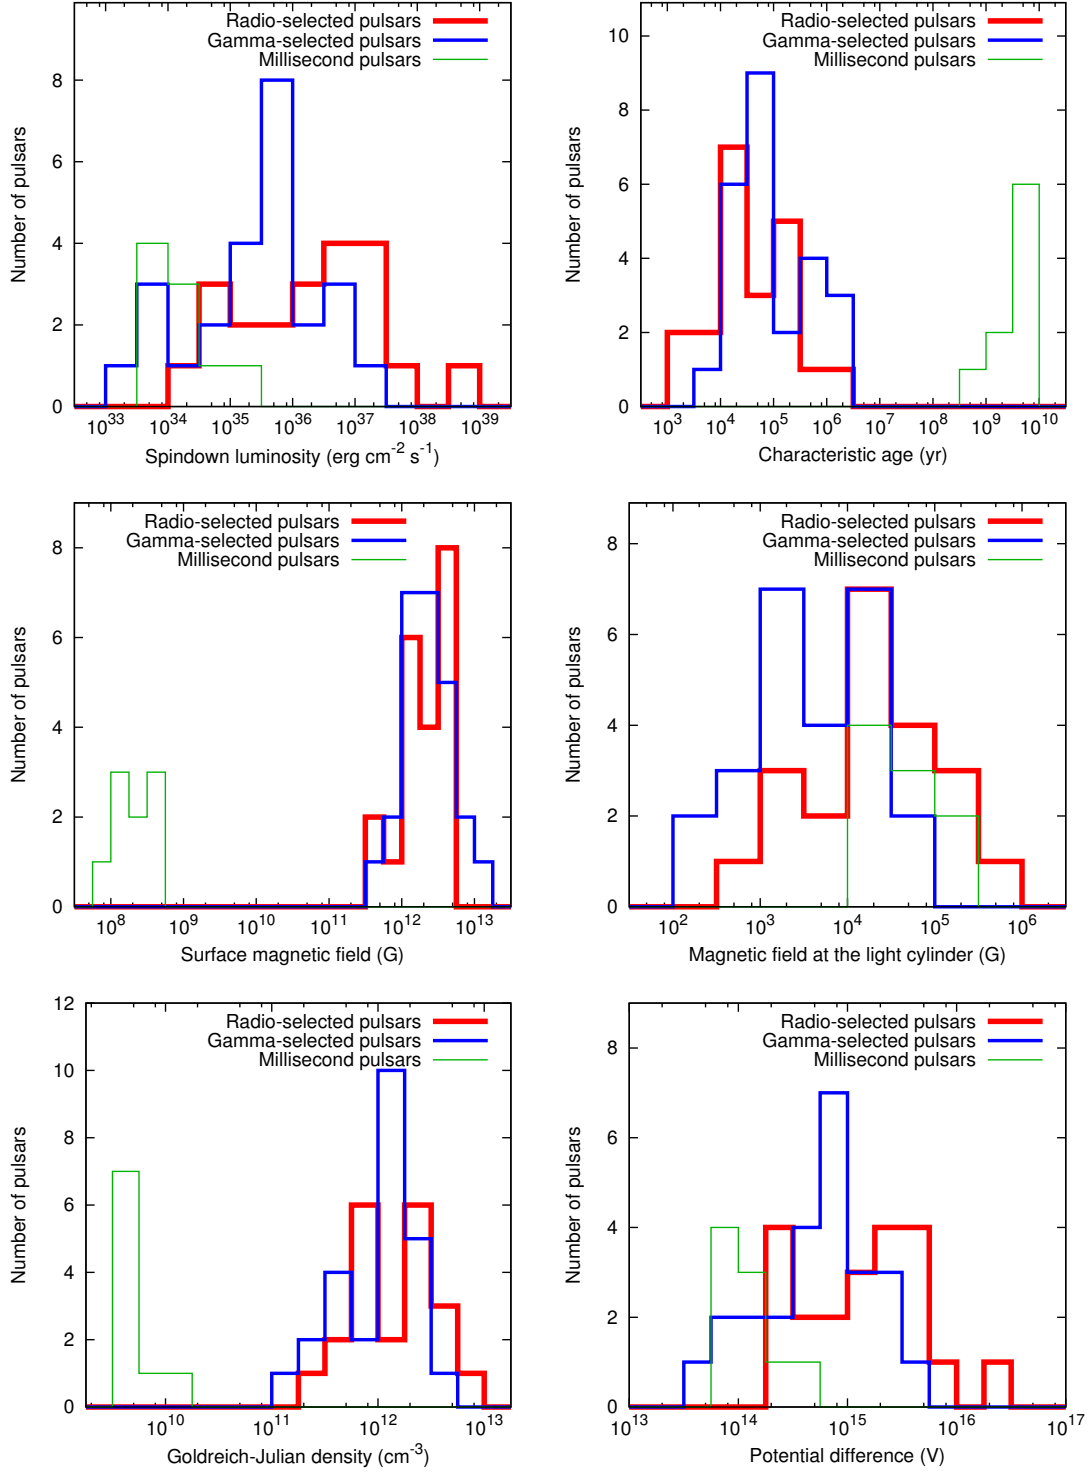 Radio-selected pulsars
Gamma-selected pulsars
Millisecond pulsars
Number of pulsars
8
6
4
2
0
10^33 10^34 10^35 10^36 10^37 10^38 10^39
Spindown luminosity (erg cm^-2 s^-1)
Radio-selected pulsars
Gamma-selected pulsars
Millisecond pulsars
Number of pulsars
10
8
6
4
2
0
10^3 10^4 10^5 10^6 10^7 10^8 10^9 10^10
Characteristic age (yr)
Radio-selected pulsars
Gamma-selected pulsars
Millisecond pulsars
Number of pulsars
8
6
4
2
0
10^8 10^9 10^10 10^11 10^12 10^13
Surface magnetic field (G)
Radio-selected pulsars
Gamma-selected pulsars
Millisecond pulsars
Number of pulsars
8
6
4
2
0
10^2 10^3 10^4 10^5 10^6
Magnetic field at the light cylinder (G)
Radio-selected pulsars
Gamma-selected pulsars
Millisecond pulsars
Number of pulsars
12
10
8
6
4
2
0
10^10 10^11 10^12 10^13
Goldreich-Julian density (cm^-3)
Radio-selected pulsars
Gamma-selected pulsars
Millisecond pulsars
Number of pulsars
8
6
4
2
0
10^13 10^14 10^15 10^16 10^17
Potential difference (V)